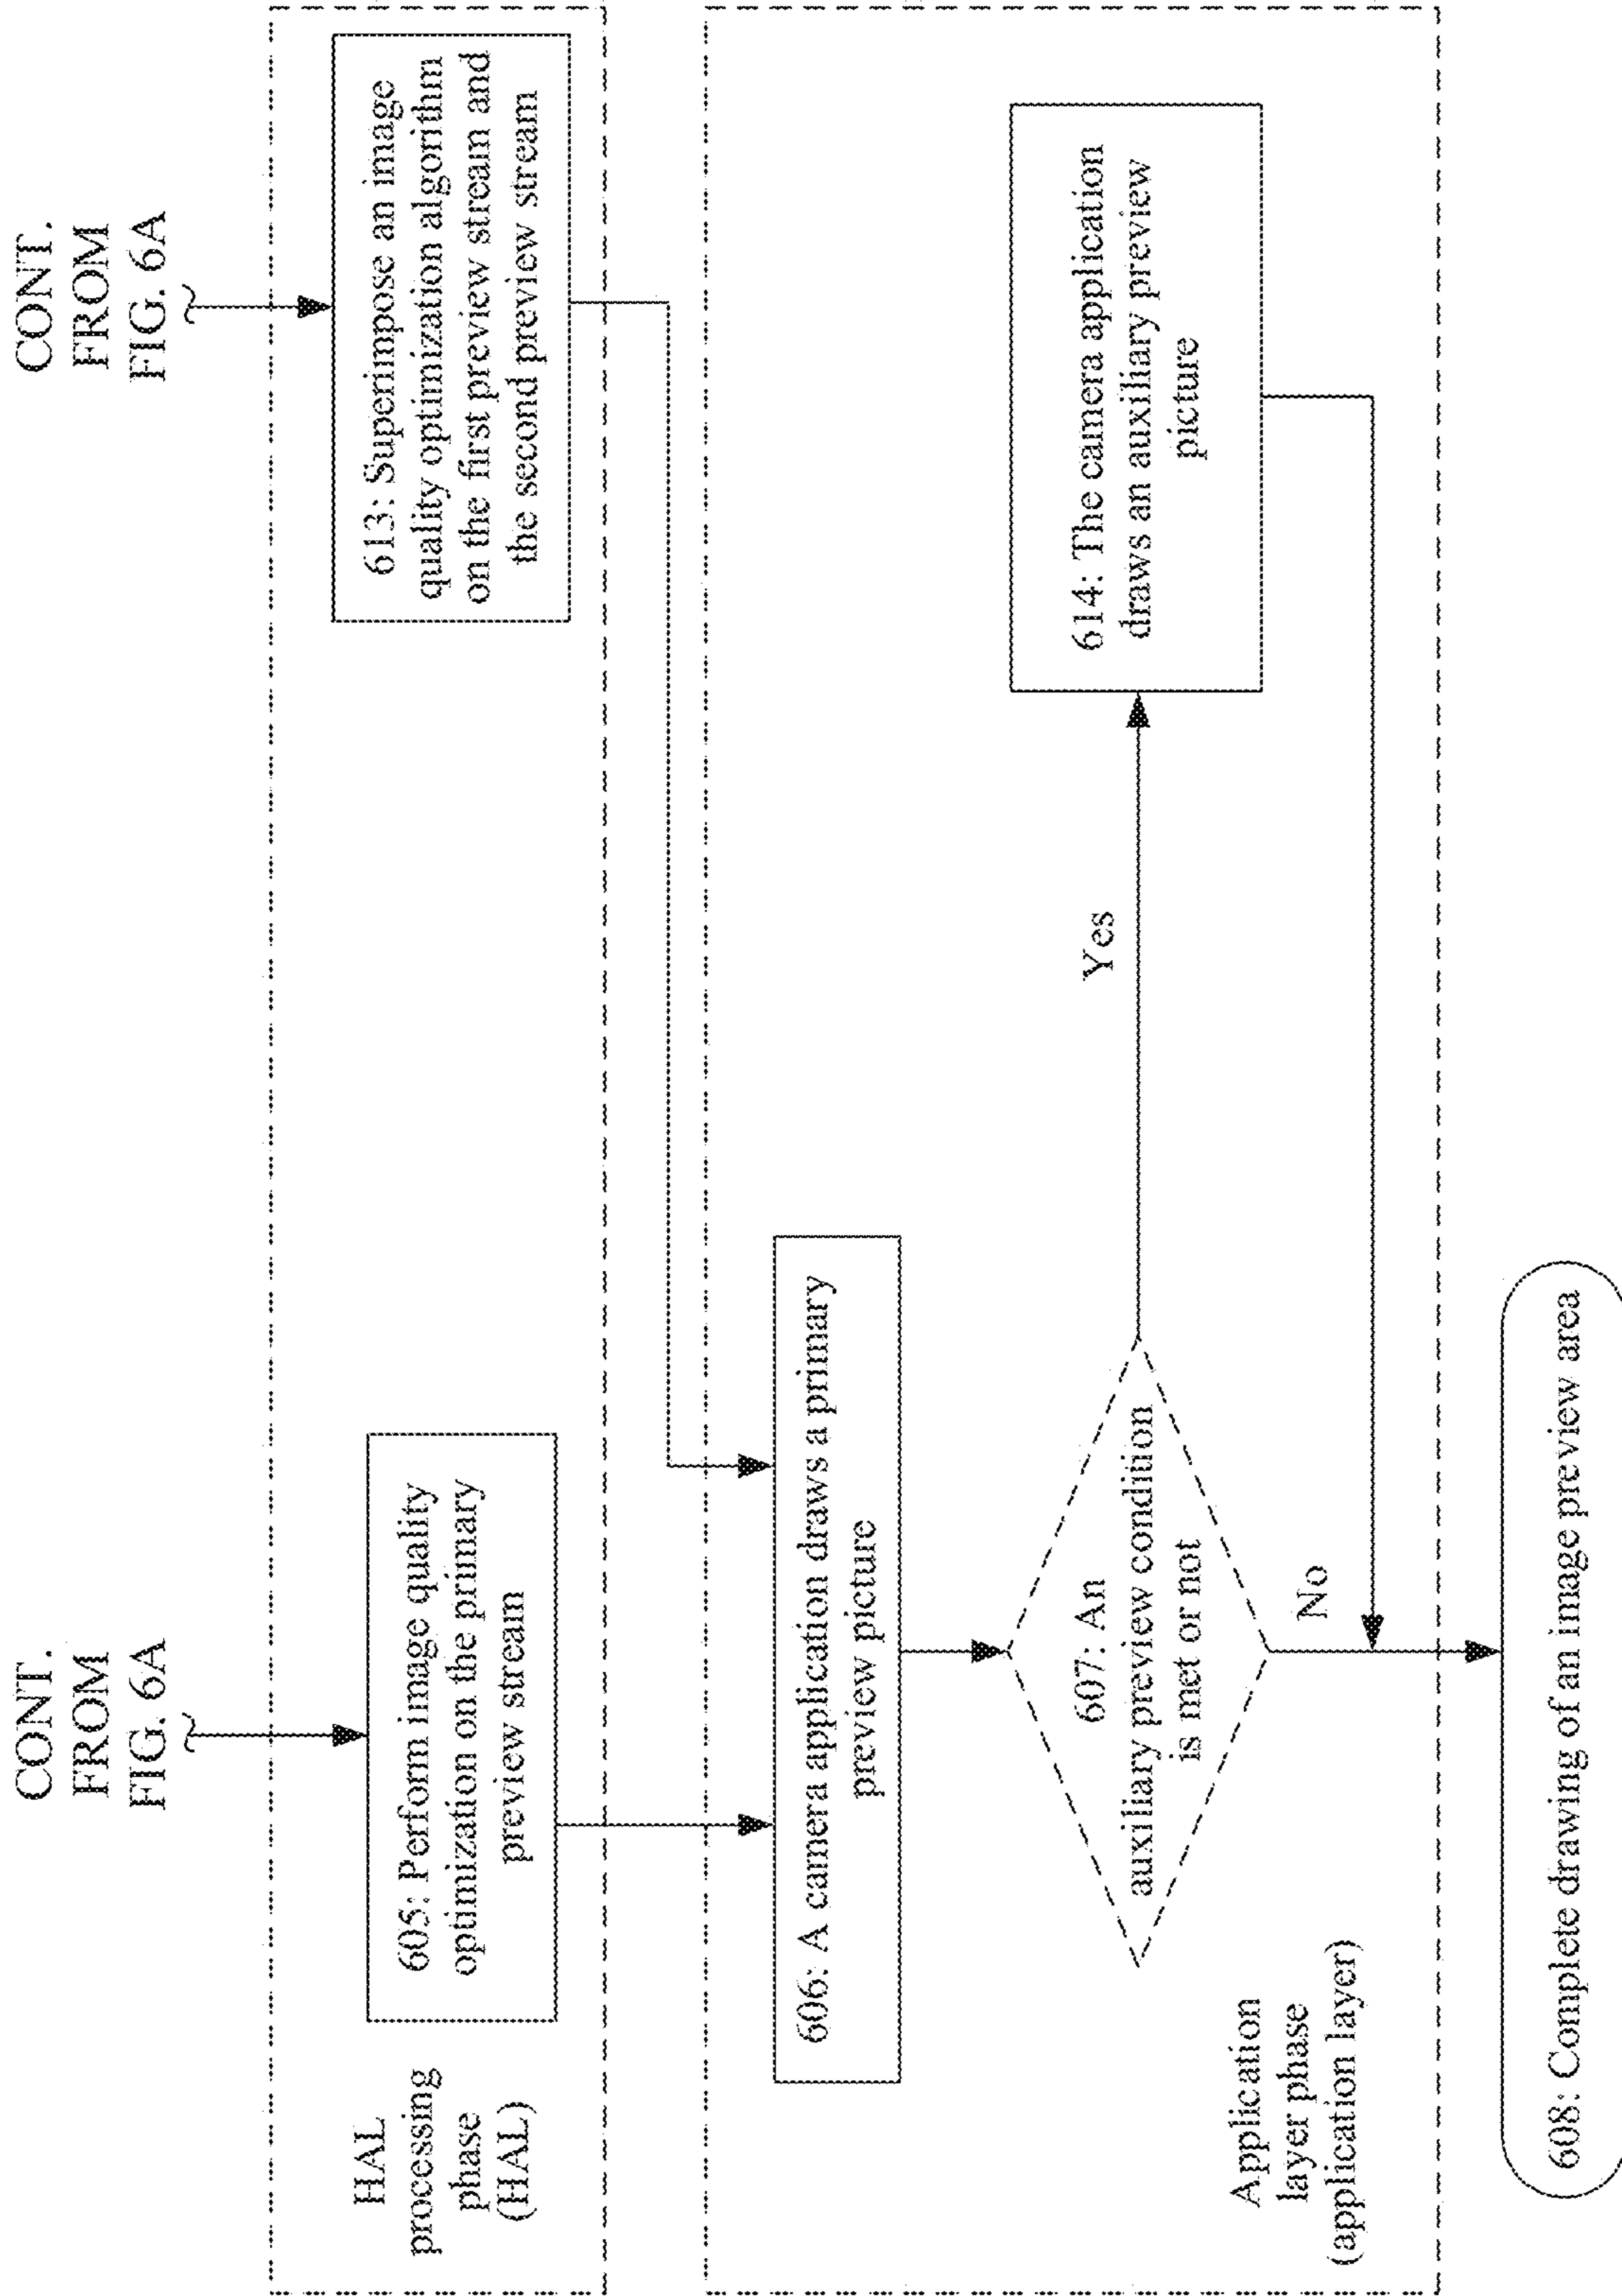 CONT.
FROM
FIG. 6A
CONT.
FROM
FIG. 6A
HAL
processing
phase
(HAL)
605: Perform image quality
optimization on the primary
preview stream
613: Superimpose an image
quality optimization algorithm
on the first preview stream and
the second preview stream
606: A camera application draws a primary
preview picture
607: An
auxiliary preview condition
is met or not
Yes
614: The camera application
draws an auxiliary preview
picture
No
Application
layer phase
(application layer)
608: Complete drawing of an image preview area